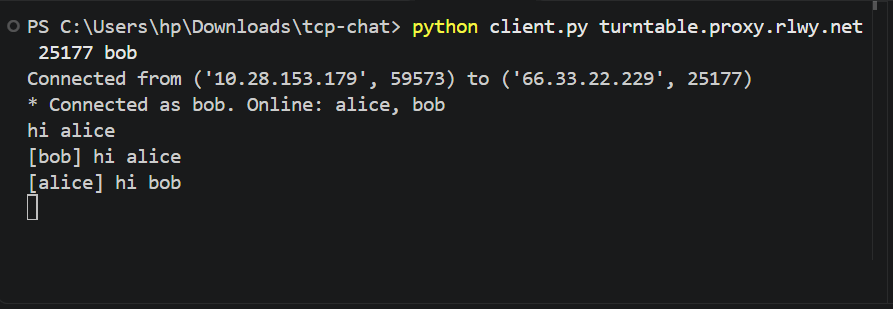 PS C:\Users\hp\Downloads\tcp-chat> python client.py turntable.proxy.rlwy.net
25177 bob
Connected from ('10.28.153.179', 59573) to ('66.33.22.229', 25177)
* Connected as bob. Online: alice, bob
hi alice
[bob] hi alice
[alice] hi bob